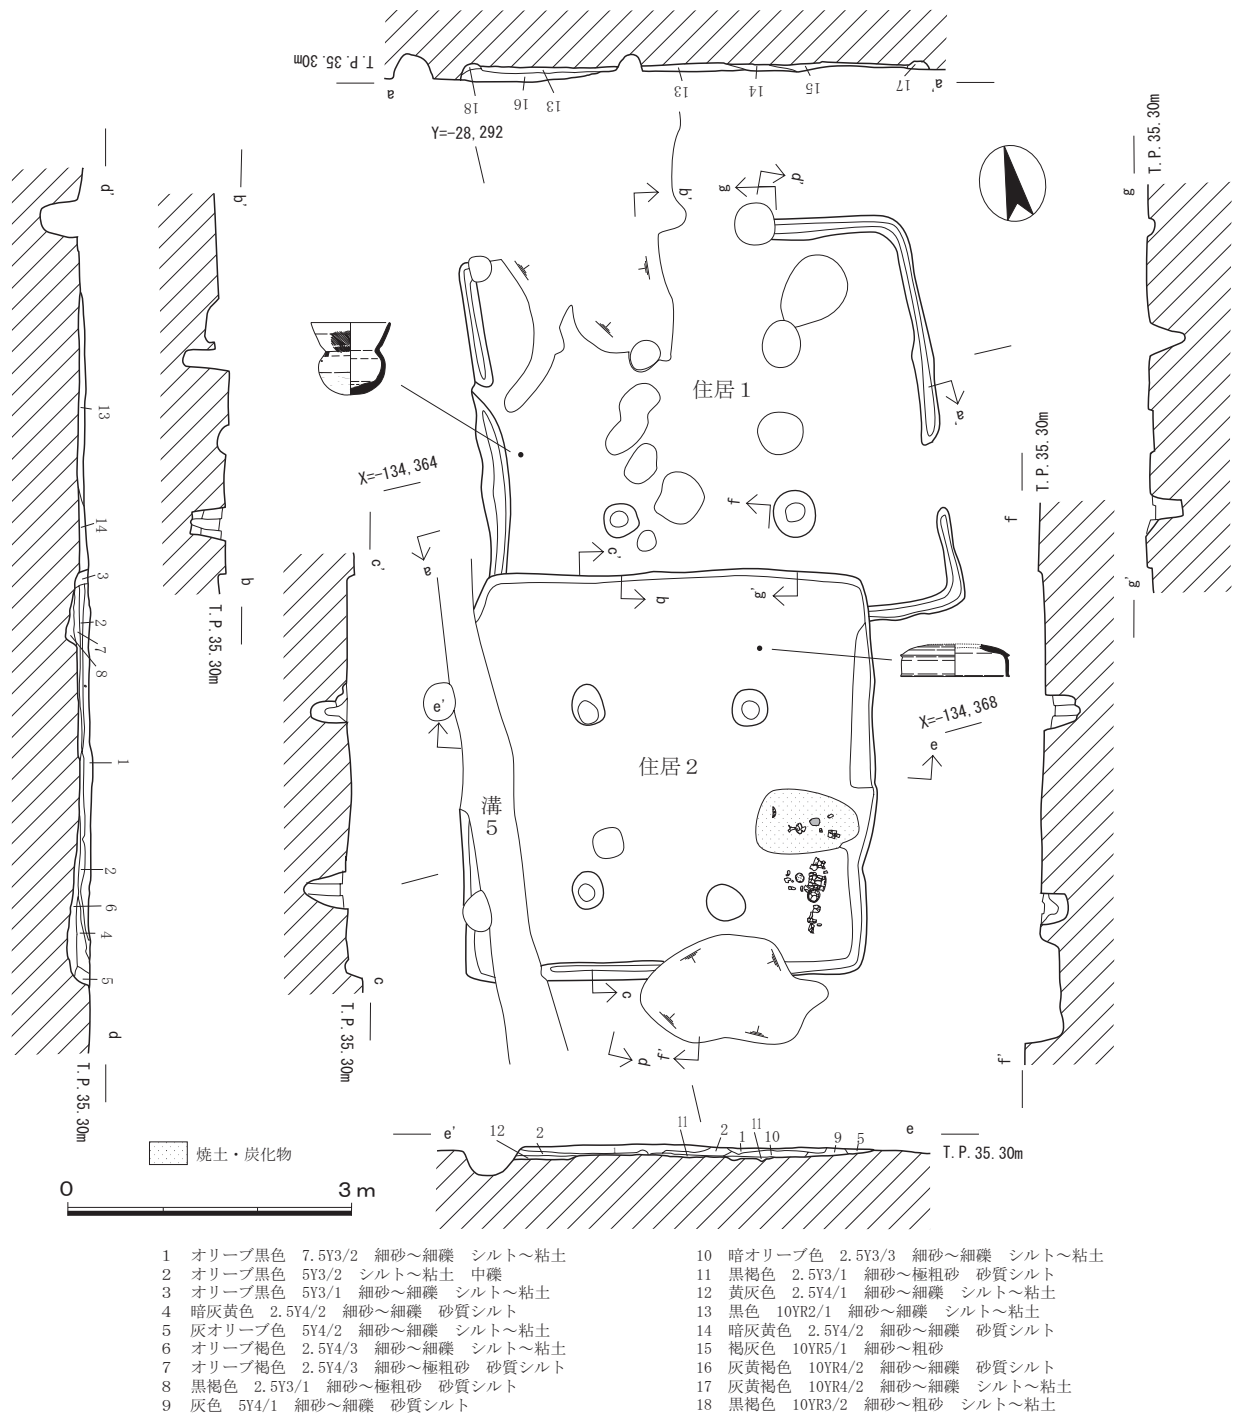 T.P.35.30m
a
18
16
13
13
14
15
17
a'
Y=-28,292
T.P.35.30m
d'
b'
b'
g
d'
g
13
14
3
2
7
8
1
2
6
4
5
d
T.P.35.30m
b
T.P.35.30m
住居1
a'
X=-134,364
f
T.P.35.30m
f
c'
c'
a
b
g'
g'
e'
X=-134,368
e
住居2
溝5
c
c
T.P.35.30m
d
f'
f'
e'
12
2
11
2
1
11
10
9
5
e
T.P.35.30m
焼土・炭化物
0 3m
1 オリーブ黒色 7.5Y3/2 細砂～細礫 シルト～粘土
2 オリーブ黒色 5Y3/2 シルト～粘土 中礫
3 オリーブ黒色 5Y3/1 細砂～細礫 シルト～粘土
4 暗灰黄色 2.5Y4/2 細砂～細礫 砂質シルト
5 灰オリーブ色 5Y4/2 細砂～細礫 シルト～粘土
6 オリーブ褐色 2.5Y4/3 細砂～細礫 シルト～粘土
7 オリーブ褐色 2.5Y4/3 細砂～極粗砂 砂質シルト
8 黒褐色 2.5Y3/1 細砂～極粗砂 砂質シルト
9 灰色 5Y4/1 細砂～細礫 砂質シルト
10 暗オリーブ色 2.5Y3/3 細砂～細礫 シルト～粘土
11 黒褐色 2.5Y3/1 細砂～極粗砂 砂質シルト
12 黄灰色 2.5Y4/1 細砂～細礫 シルト～粘土
13 黒色 10YR2/1 細砂～細礫 シルト～粘土
14 暗灰黄色 2.5Y4/2 細砂～細礫 砂質シルト
15 褐灰色 10YR5/1 細砂～粗砂
16 灰黄褐色 10YR4/2 細砂～細礫 砂質シルト
17 灰黄褐色 10YR4/2 細砂～細礫 シルト～粘土
18 黒褐色 10YR3/2 細砂～粗砂 シルト～粘土